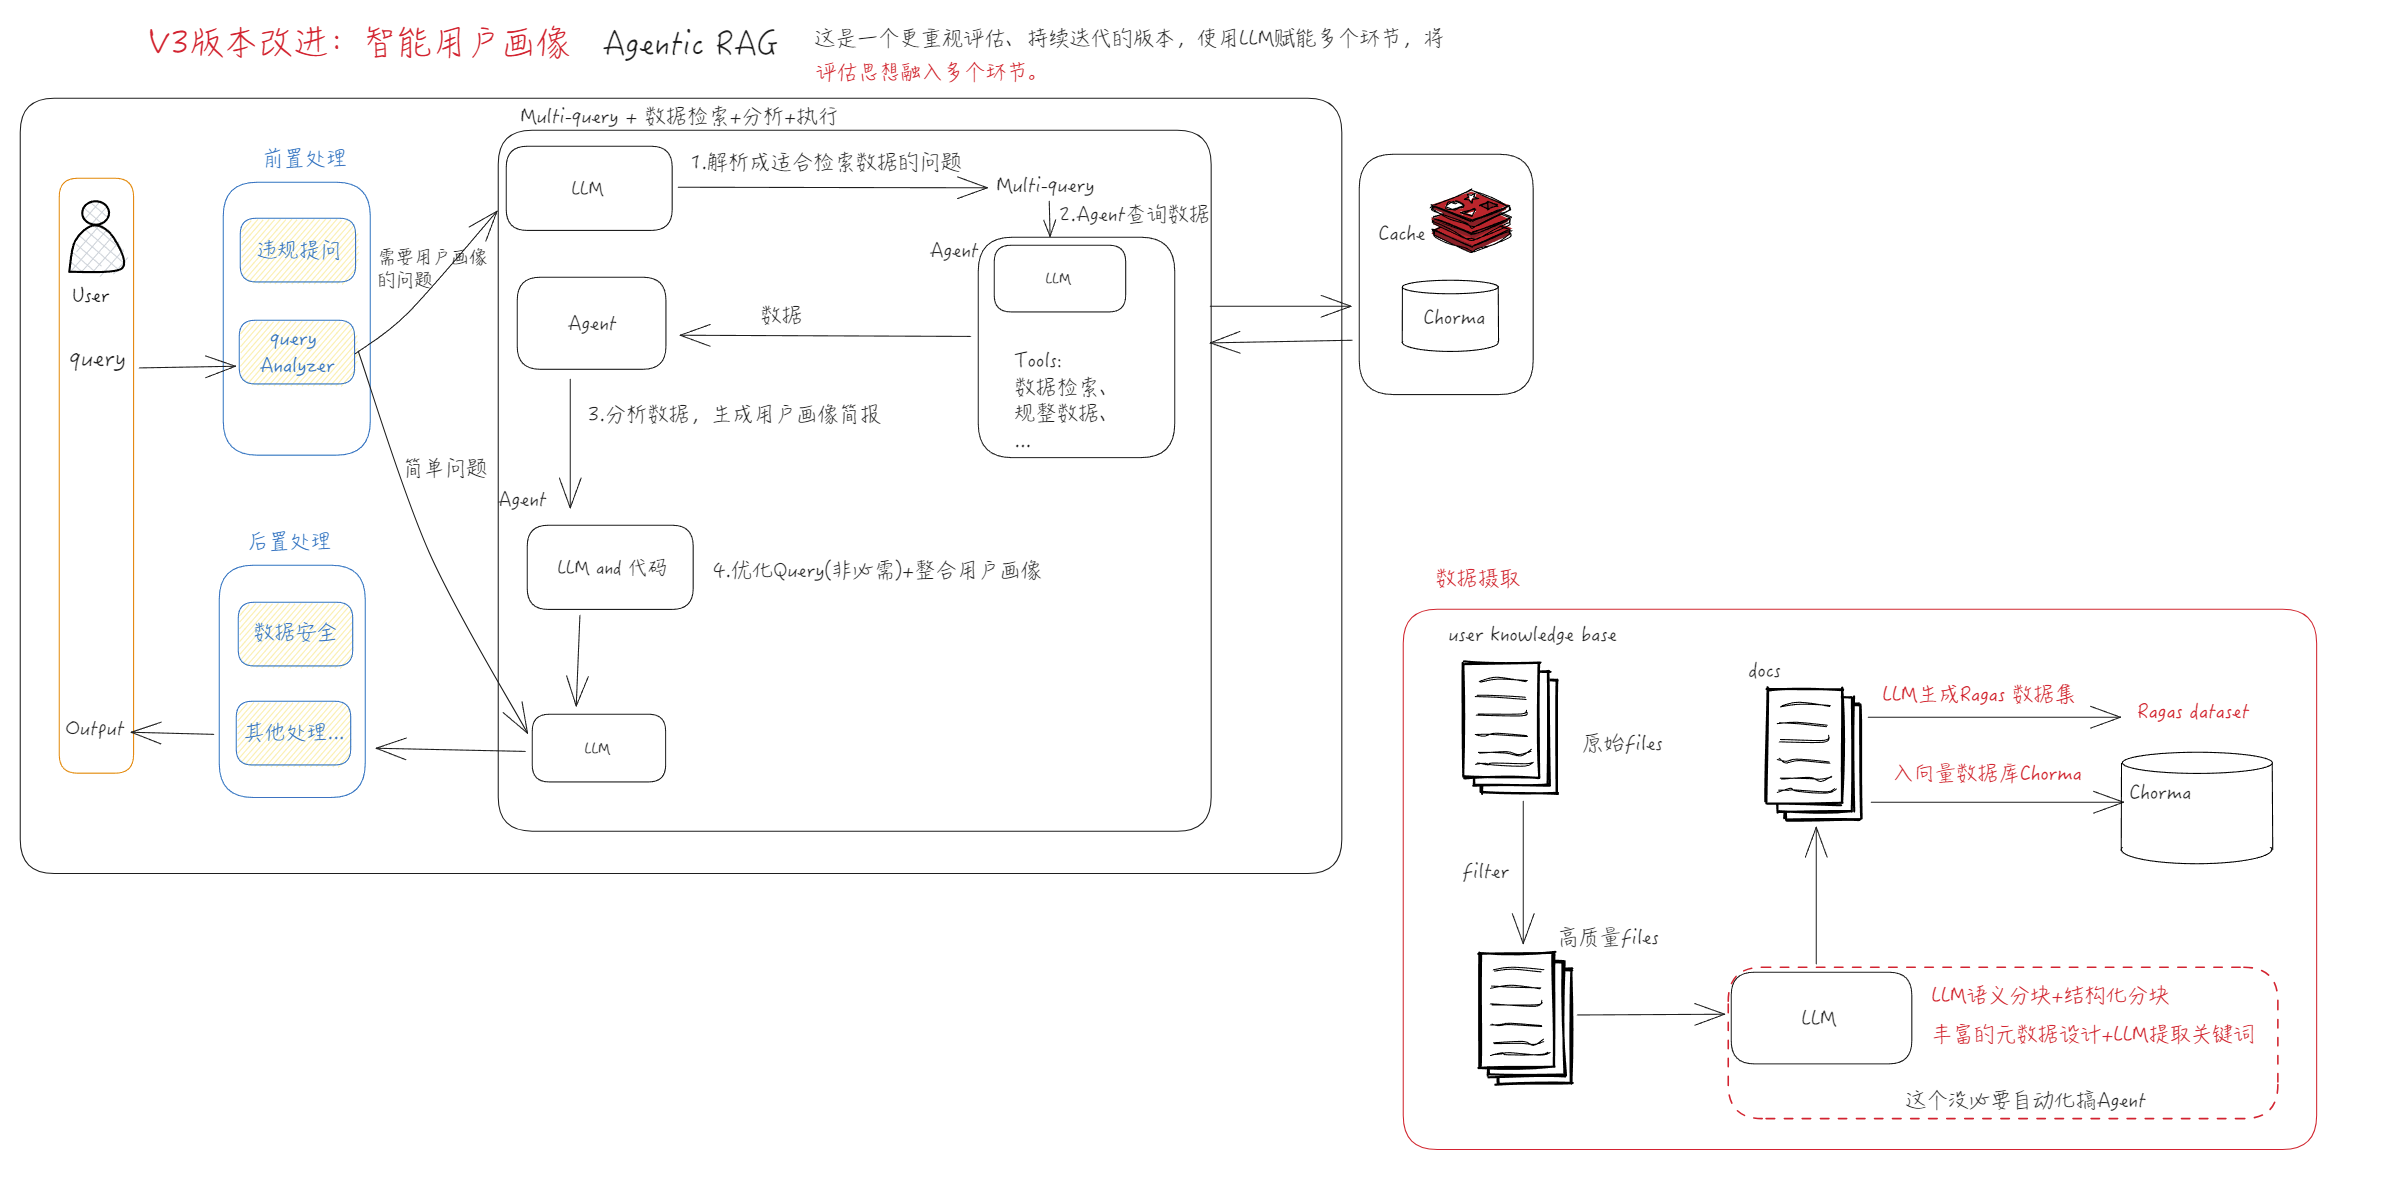 V3版本改进：智能用户画像 Agentic RAG
这是一个更重视评估、持续迭代的版本，使用LLM赋能多个环节，将
评估思想融入多个环节。
Multi-query + 数据检索+分析+执行
前置处理
违规提问
query
Analyzer
User
query
Output
需要用户画像
的问题
简单问题
后置处理
数据安全
其他处理...
LLM
1.解析成适合检索数据的问题
Multi-query
2.Agent查询数据
Agent
LLM
Tools:
数据检索、
规整数据、
...
数据
Agent
3.分析数据，生成用户画像简报
Agent
LLM and 代码
4.优化Query(非必需)+整合用户画像
LLM
Cache
Chorma
数据摄取
user knowledge base
原始files
filter
高质量files
docs
LLM生成Ragas 数据集
Ragas dataset
入向量数据库Chorma
Chorma
LLM
LLM语义分块+结构化分块
丰富的元数据设计+LLM提取关键词
这个没必要自动化搞Agent